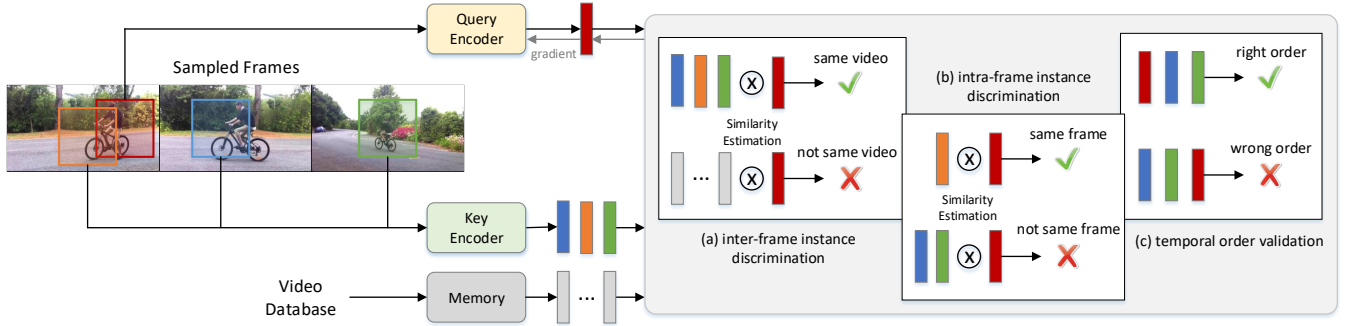 Query
Encoder
gradient
Sampled Frames
Key
Encoder
Video
Database
Memory
...
X
same video
Similarity
Estimation
...
X
not same video
(a) inter-frame instance
discrimination
(b) intra-frame instance
discrimination
X
same frame
Similarity
Estimation
X
not same frame
right order
wrong order
(c) temporal order validation